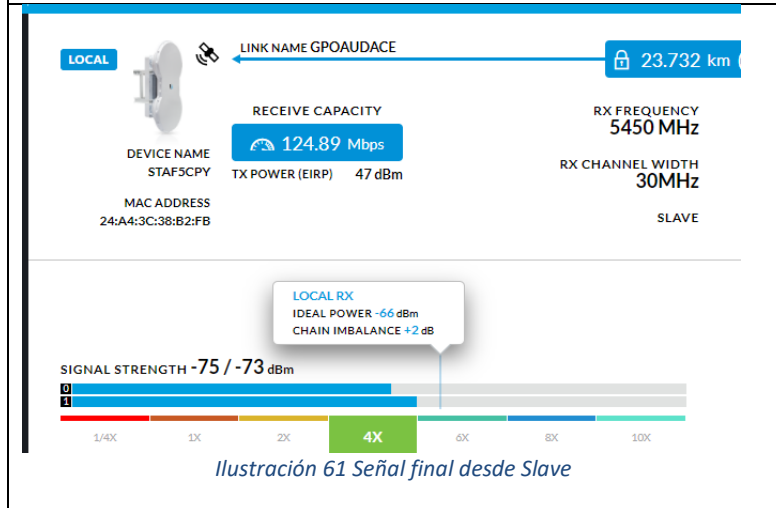 LOCAL
LINK NAME GPOAUDACE
23.732 km
RECEIVE CAPACITY
124.89 Mbps
TX POWER (EIRP) 47 dBm
RX FREQUENCY
5450 MHz
RX CHANNEL WIDTH
30MHz
SLAVE
DEVICE NAME
STAF5CPY
MAC ADDRESS
24:A4:3C:38:B2:FB
LOCAL RX
IDEAL POWER -66 dBm
CHAIN IMBALANCE +2 dB
SIGNAL STRENGTH -75 / -73 dBm
0
1
1/4X 1X 2X 4X 6X 8X 10X
Ilustración 61 Señal final desde Slave